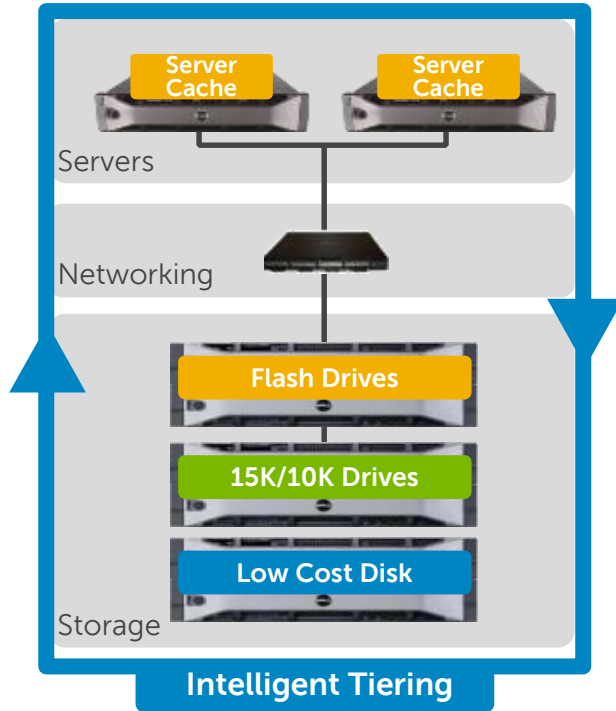 Server
Cache
Server
Cache
Servers
Networking
Flash Drives
15K/10K Drives
Low Cost Disk
Storage
Intelligent Tiering